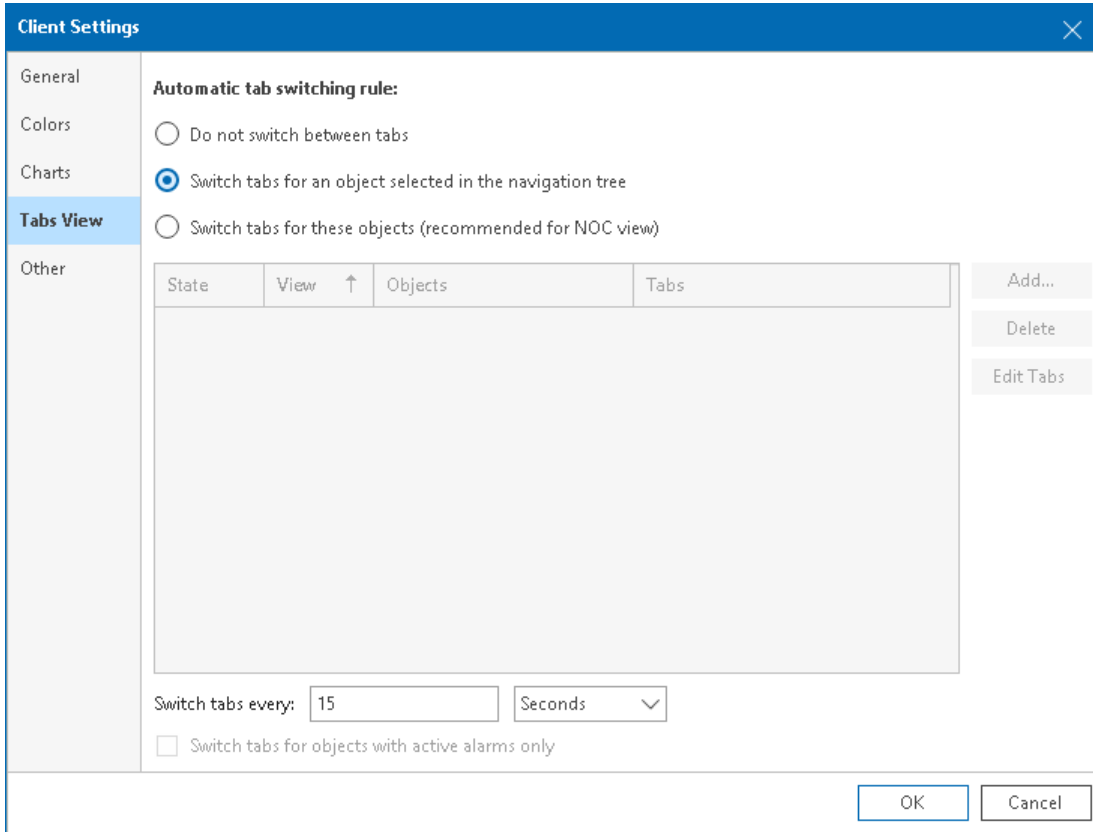 Client Settings
General
Colors
Charts
Tabs View
Other
Automatic tab switching rule:
Do not switch between tabs
Switch tabs for an object selected in the navigation tree
Switch tabs for these objects (recommended for NOC view)
State View Objects Tabs
Add...
Delete
Edit Tabs
Switch tabs every: 15 Seconds
Switch tabs for objects with active alarms only
OK Cancel